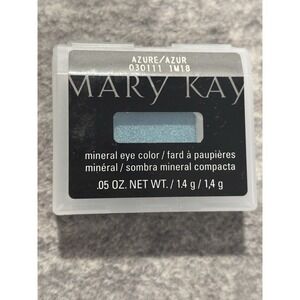 AZURE/AZUR
030111 1M18
MARY KAY
mineral eye color / fard à paupières
minéral / sombra mineral compacta
.05 OZ. NET WT. / 1.4 g / 1,4 g